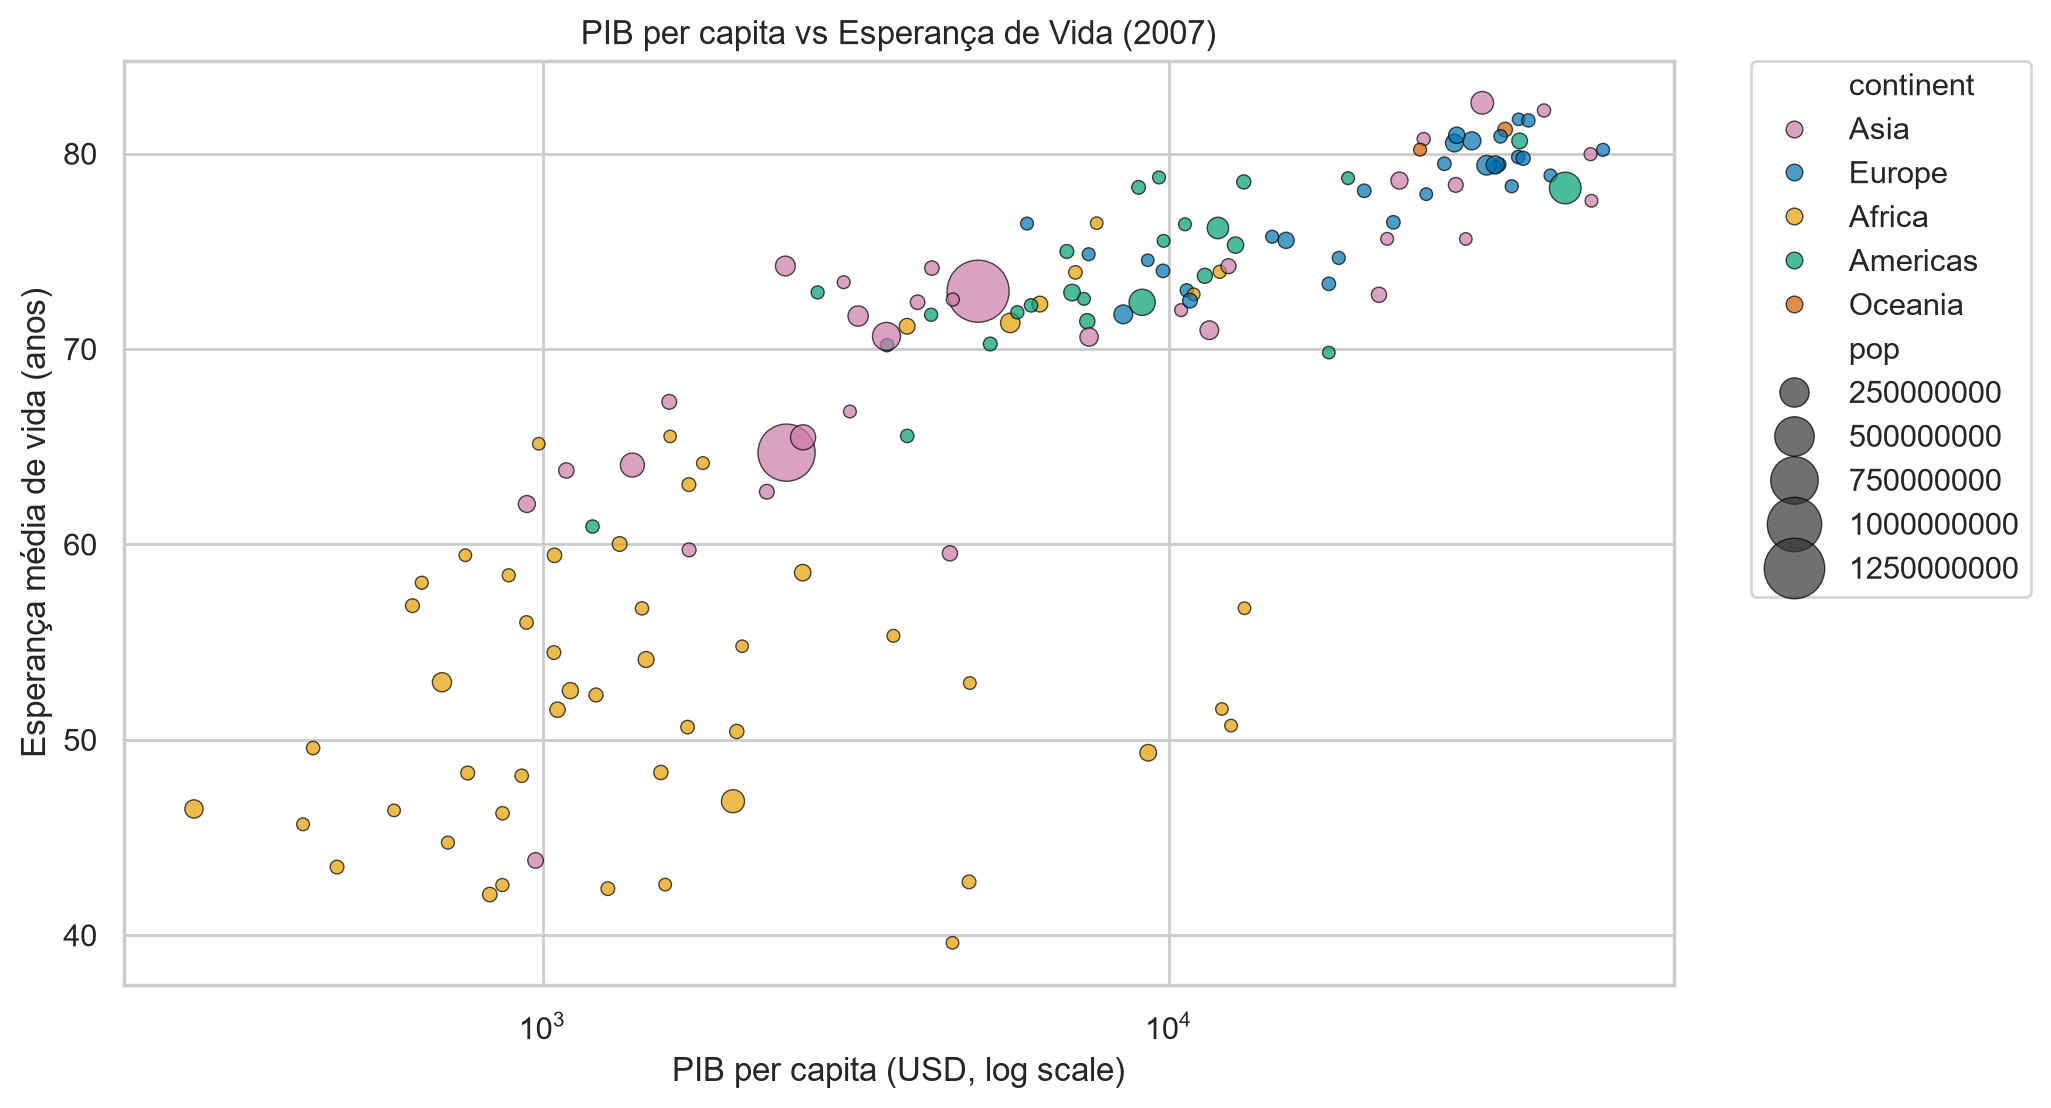 PIB per capita vs Esperança de Vida (2007)
Esperança média de vida (anos)
80
70
60
50
40
10³
10⁴
PIB per capita (USD, log scale)
continent
Asia
Europe
Africa
Americas
Oceania
pop
250000000
500000000
750000000
1000000000
1250000000